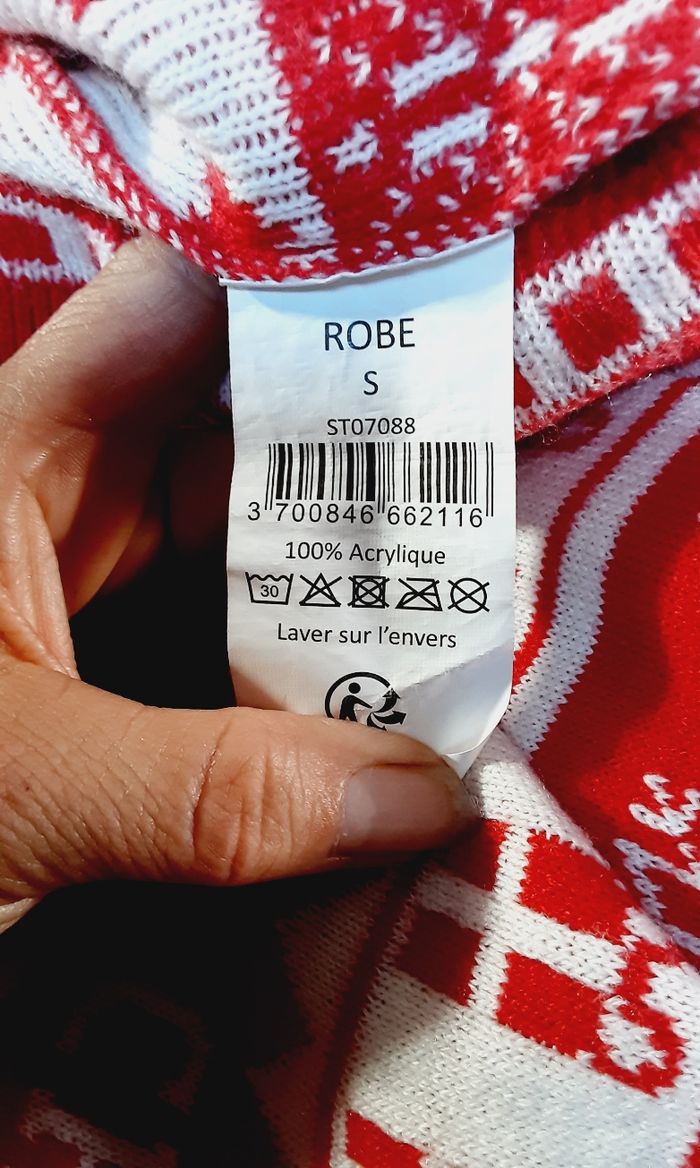 ROBE
S
ST07088
3 700846 662116
100% Acrylique
30
Laver sur l'envers